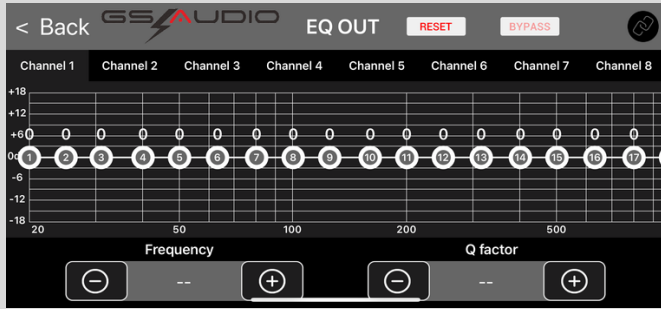 < Back GS AUDIO EQ OUT RESET BYPASS
Channel 1 Channel 2 Channel 3 Channel 4 Channel 5 Channel 6 Channel 7 Channel 8
+18
+12
+6 0 0 0 0 0 0 0 0 0 0 0 0 0 0 0 0 0
1 2 3 4 5 6 7 8 9 10 11 12 13 14 15 16 17
-6
-12
-18
20 50 100 200 500
Frequency Q factor
− -- + − -- +